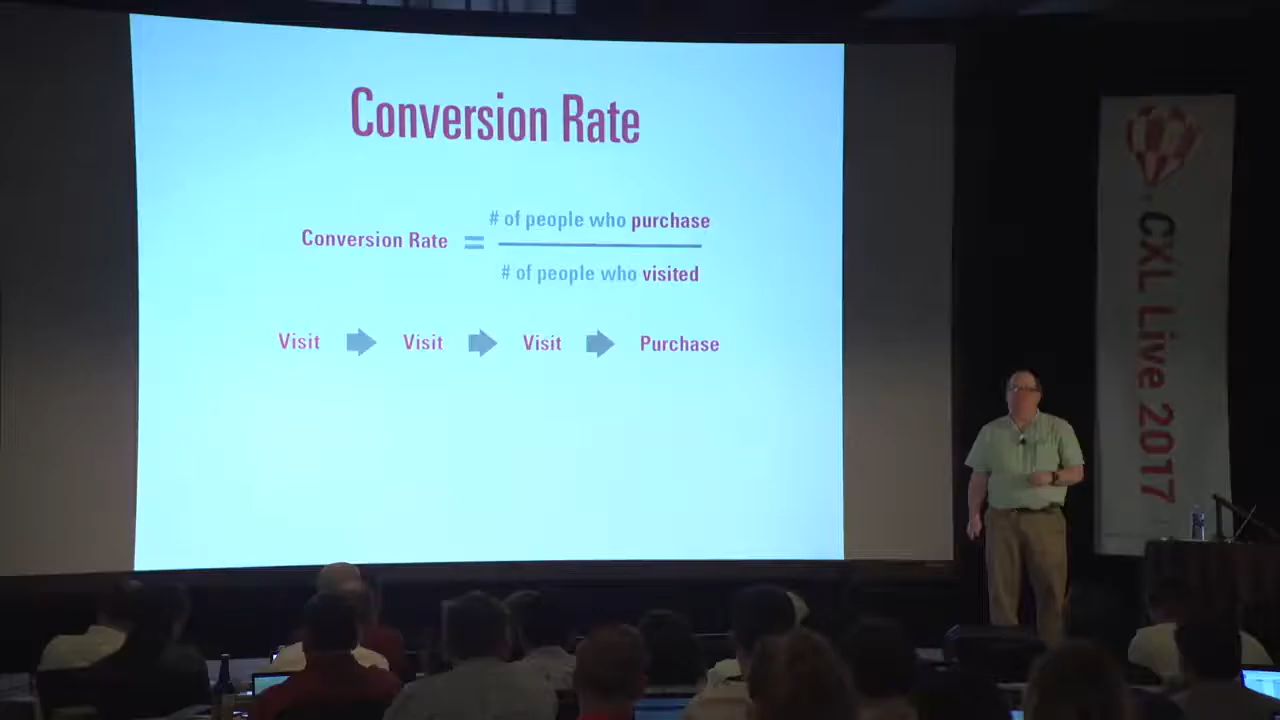 Conversion Rate
Conversion Rate = # of people who purchase
# of people who visited
Visit Visit Visit Purchase
CXL Live 2017